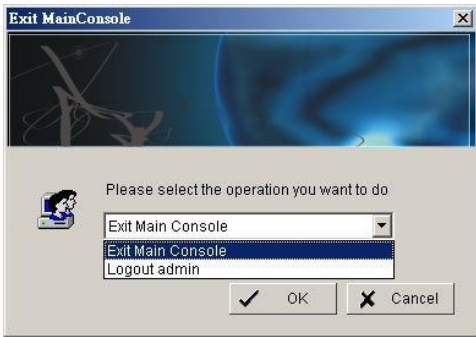 Exit MainConsole
Please select the operation you want to do
Exit Main Console
Exit Main Console
Logout admin
OK
Cancel